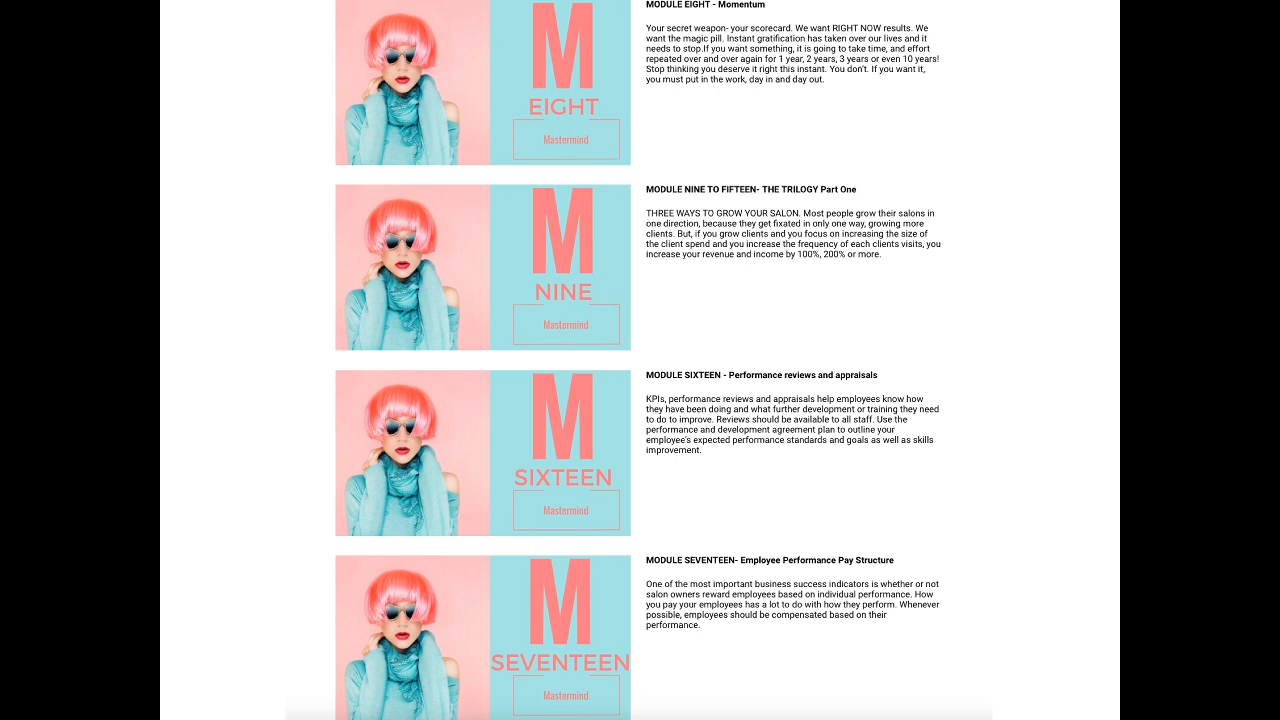 M
EIGHT
Mastermind
MODULE EIGHT - Momentum
Your secret weapon- your scorecard. We want RIGHT NOW results. We
want the magic pill. Instant gratification has taken over our lives and it
needs to stop.If you want something, it is going to take time, and effort
repeated over and over again for 1 year, 2 years, 3 years or even 10 years!
Stop thinking you deserve it right this instant. You don't. If you want it,
you must put in the work, day in and day out.
M
NINE
Mastermind
MODULE NINE TO FIFTEEN- THE TRILOGY Part One
THREE WAYS TO GROW YOUR SALON. Most people grow their salons in
one direction, because they get fixated in only one way, growing more
clients. But, if you grow clients and you focus on increasing the size of
the client spend and you increase the frequency of each clients visits, you
increase your revenue and income by 100%, 200% or more.
M
SIXTEEN
Mastermind
MODULE SIXTEEN - Performance reviews and appraisals
KPIs, performance reviews and appraisals help employees know how
they have been doing and what further development or training they need
to do to improve. Reviews should be available to all staff. Use the
performance and development agreement plan to outline your
employee's expected performance standards and goals as well as skills
improvement.
M
SEVENTEEN
Mastermind
MODULE SEVENTEEN- Employee Performance Pay Structure
One of the most important business success indicators is whether or not
salon owners reward employees based on individual performance. How
you pay your employees has a lot to do with how they perform. Whenever
possible, employees should be compensated based on their
performance.